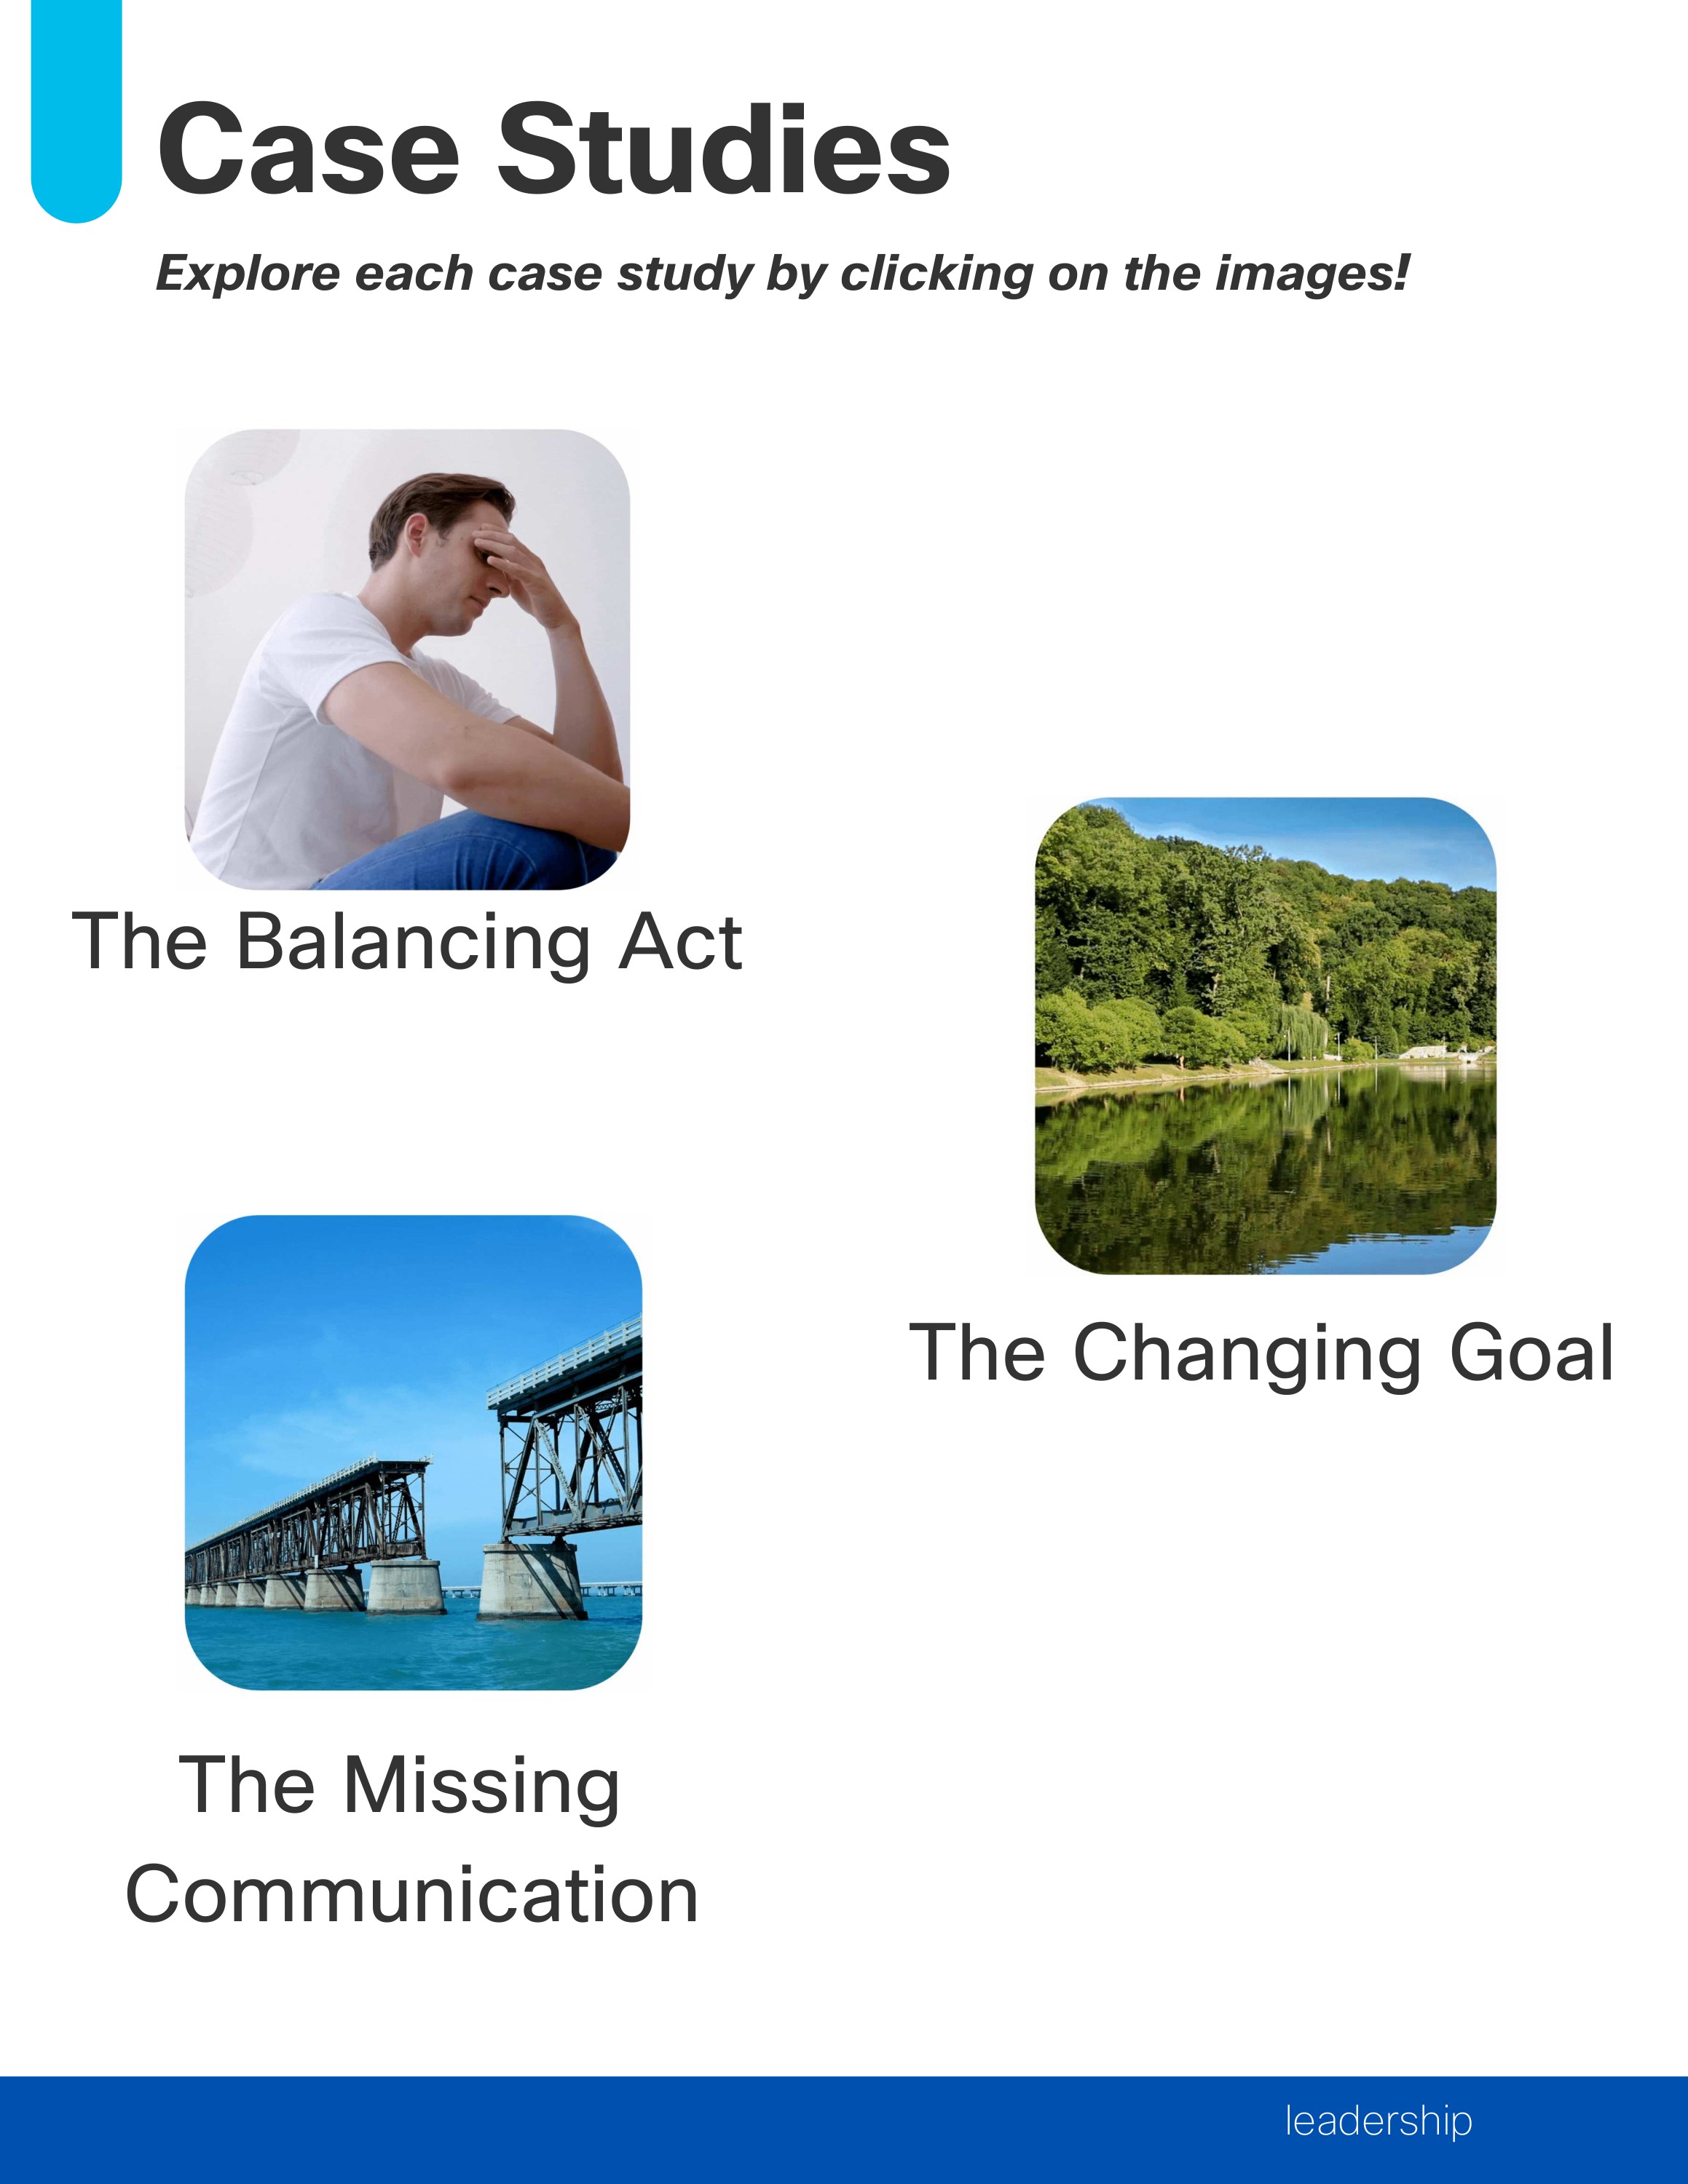 Case Studies
Explore each case study by clicking on the images!
The Balancing Act
The Changing Goal
The Missing
Communication
leadership